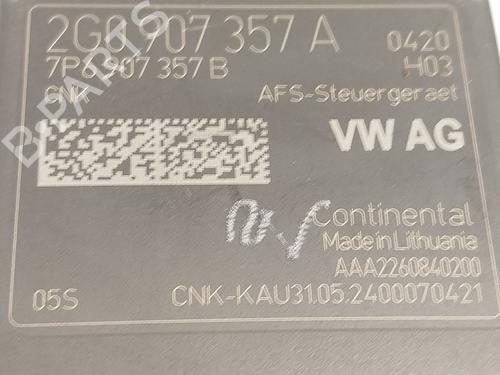 2G0 907 357 A 0420
7P6 907 357 B H03
CNK AFS-Steuergeraet
VW AG
Continental
Made in Lithuania
AAA2260840200
05S CNK-KAU31.05.2400070421
B-PARTS